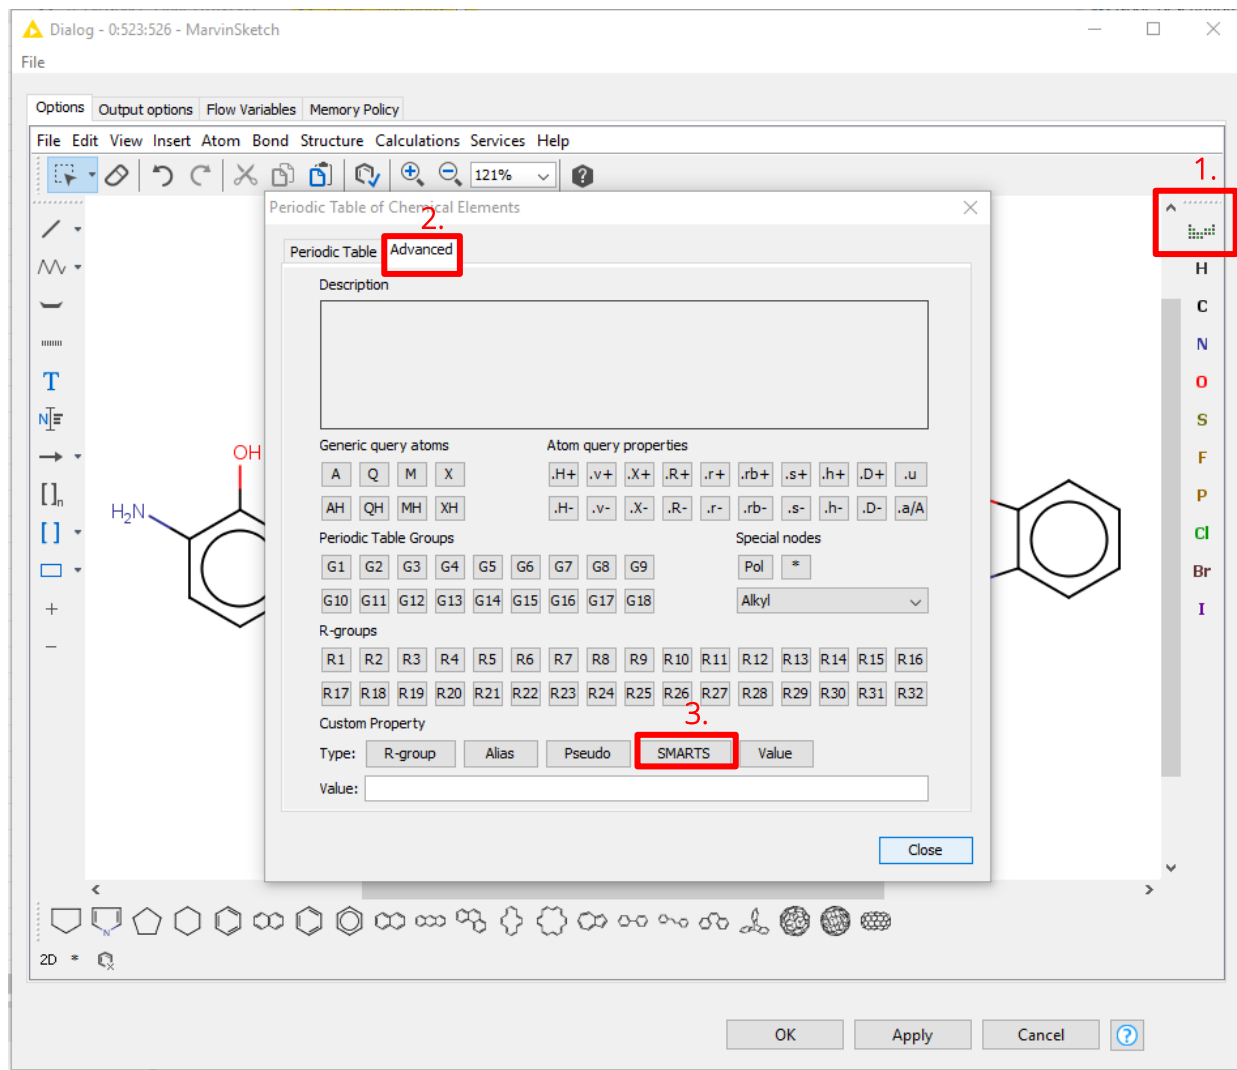 Dialog - 0:523:526 - MarvinSketch
File
Options Output options Flow Variables Memory Policy
File Edit View Insert Atom Bond Structure Calculations Services Help
121%
1.
Periodic Table of Chemical Elements
2.
Periodic Table Advanced
Description
H
C
N
O
S
F
P
Cl
Br
I
T
N
[ ]n
[ ]
OH
H2N
Generic query atoms Atom query properties
A Q M X .H+ .v+ .X+ .R+ .r+ .rb+ .s+ .h+ .D+ .u
AH QH MH XH .H- .v- .X- .R- .r- .rb- .s- .h- .D- .a/A
Periodic Table Groups Special nodes
G1 G2 G3 G4 G5 G6 G7 G8 G9 Pol *
G10 G11 G12 G13 G14 G15 G16 G17 G18 Alkyl
R-groups
R1 R2 R3 R4 R5 R6 R7 R8 R9 R10 R11 R12 R13 R14 R15 R16
R17 R18 R19 R20 R21 R22 R23 R24 R25 R26 R27 R28 R29 R30 R31 R32
3.
Custom Property
Type: R-group Alias Pseudo SMARTS Value
Value:
Close
N
2D *
OK Apply Cancel ?